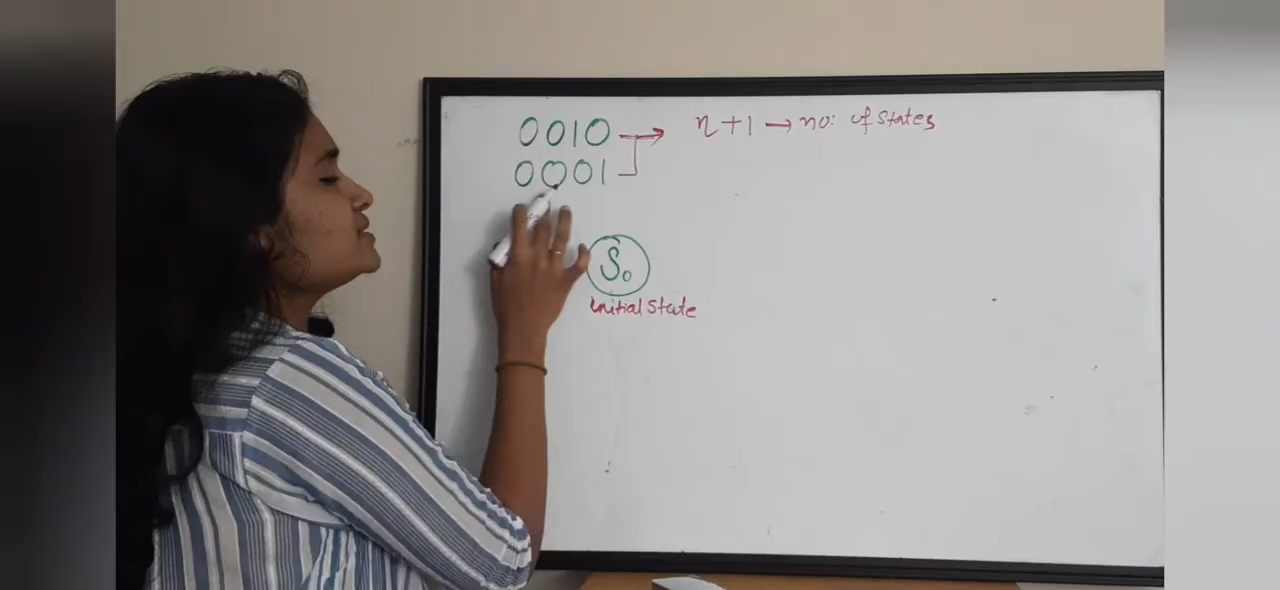 0010 → n+1 → no: of States
0001
S₀
initial state